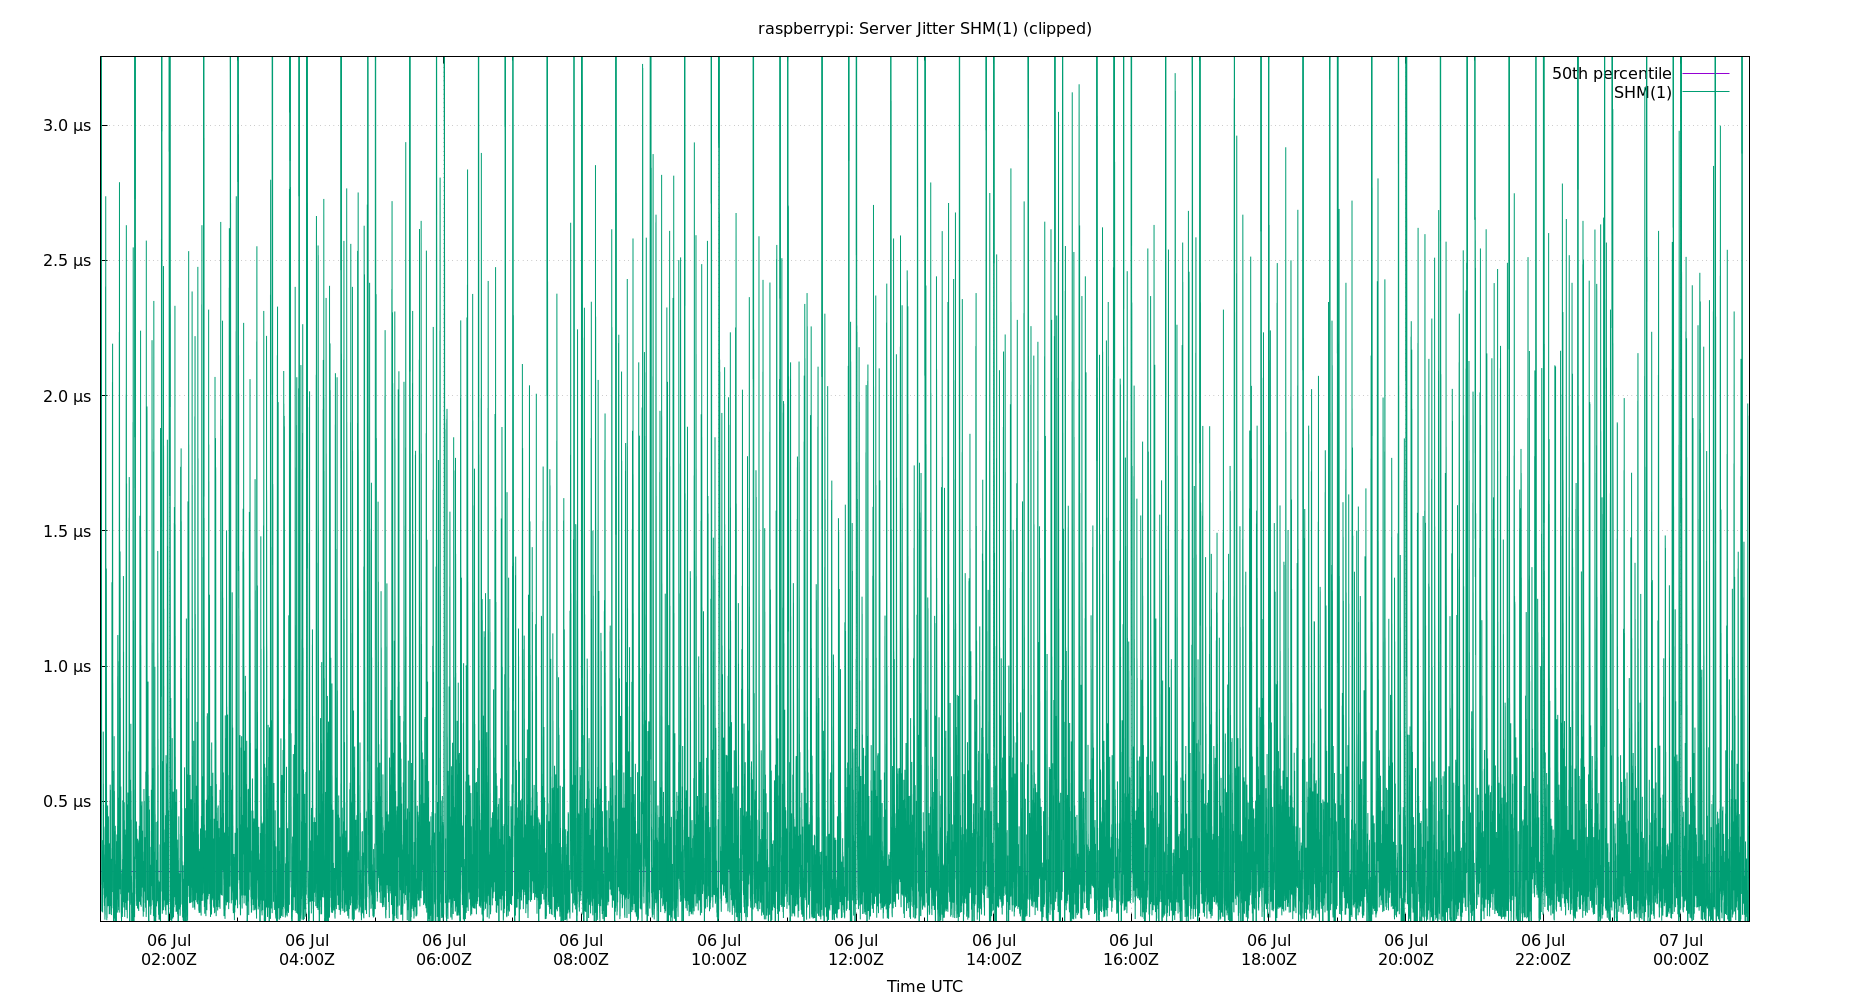 raspberrypi: Server Jitter SHM(1) (clipped)
50th percentile
SHM(1)
3.0 μs
2.5 μs
2.0 μs
1.5 μs
1.0 μs
0.5 μs
06 Jul 06 Jul 06 Jul 06 Jul 06 Jul 06 Jul 06 Jul 06 Jul 06 Jul 06 Jul 06 Jul 07 Jul
02:00Z 04:00Z 06:00Z 08:00Z 10:00Z 12:00Z 14:00Z 16:00Z 18:00Z 20:00Z 22:00Z 00:00Z
Time UTC